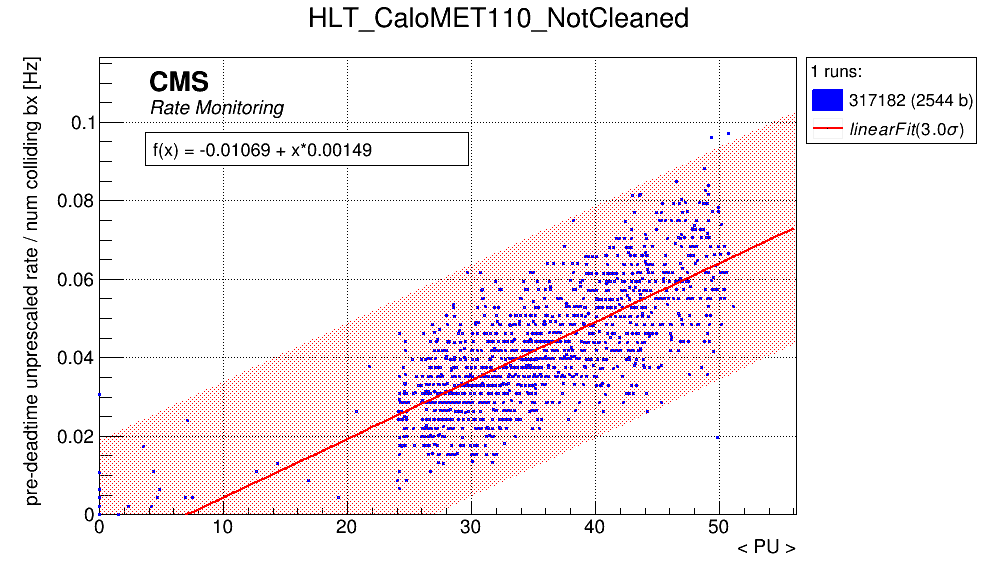 HLT_CaloMET110_NotCleaned
pre-deadtime unprescaled rate / num colliding bx [Hz]
CMS
Rate Monitoring
f(x) = -0.01069 + x*0.00149
0.1
0.08
0.06
0.04
0.02
0
0 10 20 30 40 50
< PU >
1 runs:
317182 (2544 b)
linearFit(3.0σ)